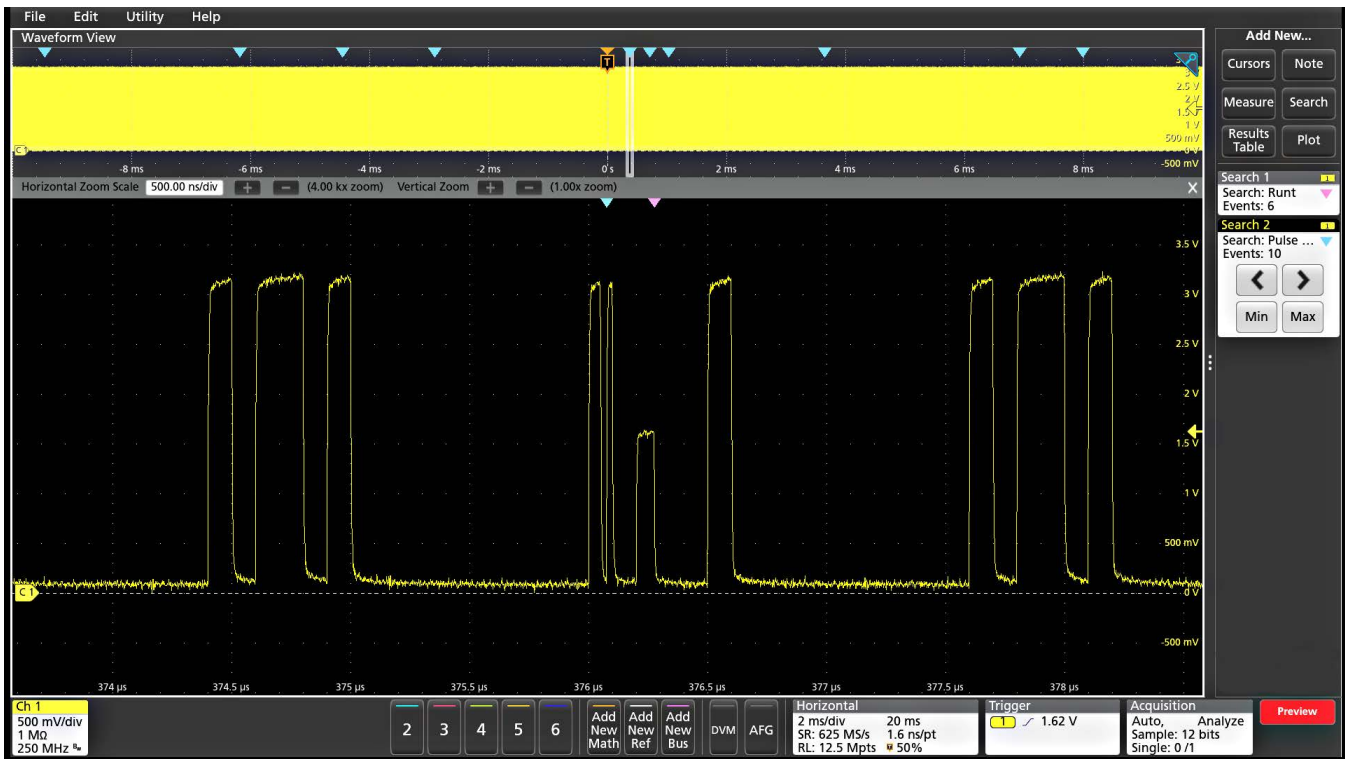 File Edit Utility Help
Waveform View
Add New...
Cursors Note
Measure Search
Results Table Plot
T
2.5 V
2 V
1 V
500 mV
0 V
-500 mV
C 1
-8 ms -6 ms -4 ms -2 ms 0 s 2 ms 4 ms 6 ms 8 ms
Horizontal Zoom Scale 500.00 ns/div + - (4.00 kx zoom) Vertical Zoom + - (1.00x zoom) X
Search 1 1
Search: Runt
Events: 6
Search 2 1
Search: Pulse ...
Events: 10
< >
Min Max
3.5 V
3 V
2.5 V
2 V
1.5 V
1 V
500 mV
C 1
0 V
-500 mV
374 µs 374.5 µs 375 µs 375.5 µs 376 µs 376.5 µs 377 µs 377.5 µs 378 µs
Ch 1
500 mV/div
1 MΩ
250 MHz
2 3 4 5 6
Add New Math
Add New Ref
Add New Bus
DVM
AFG
Horizontal
2 ms/div 20 ms
SR: 625 MS/s 1.6 ns/pt
RL: 12.5 Mpts 50%
Trigger
1 1.62 V
Acquisition
Auto, Analyze
Sample: 12 bits
Single: 0 /1
Preview